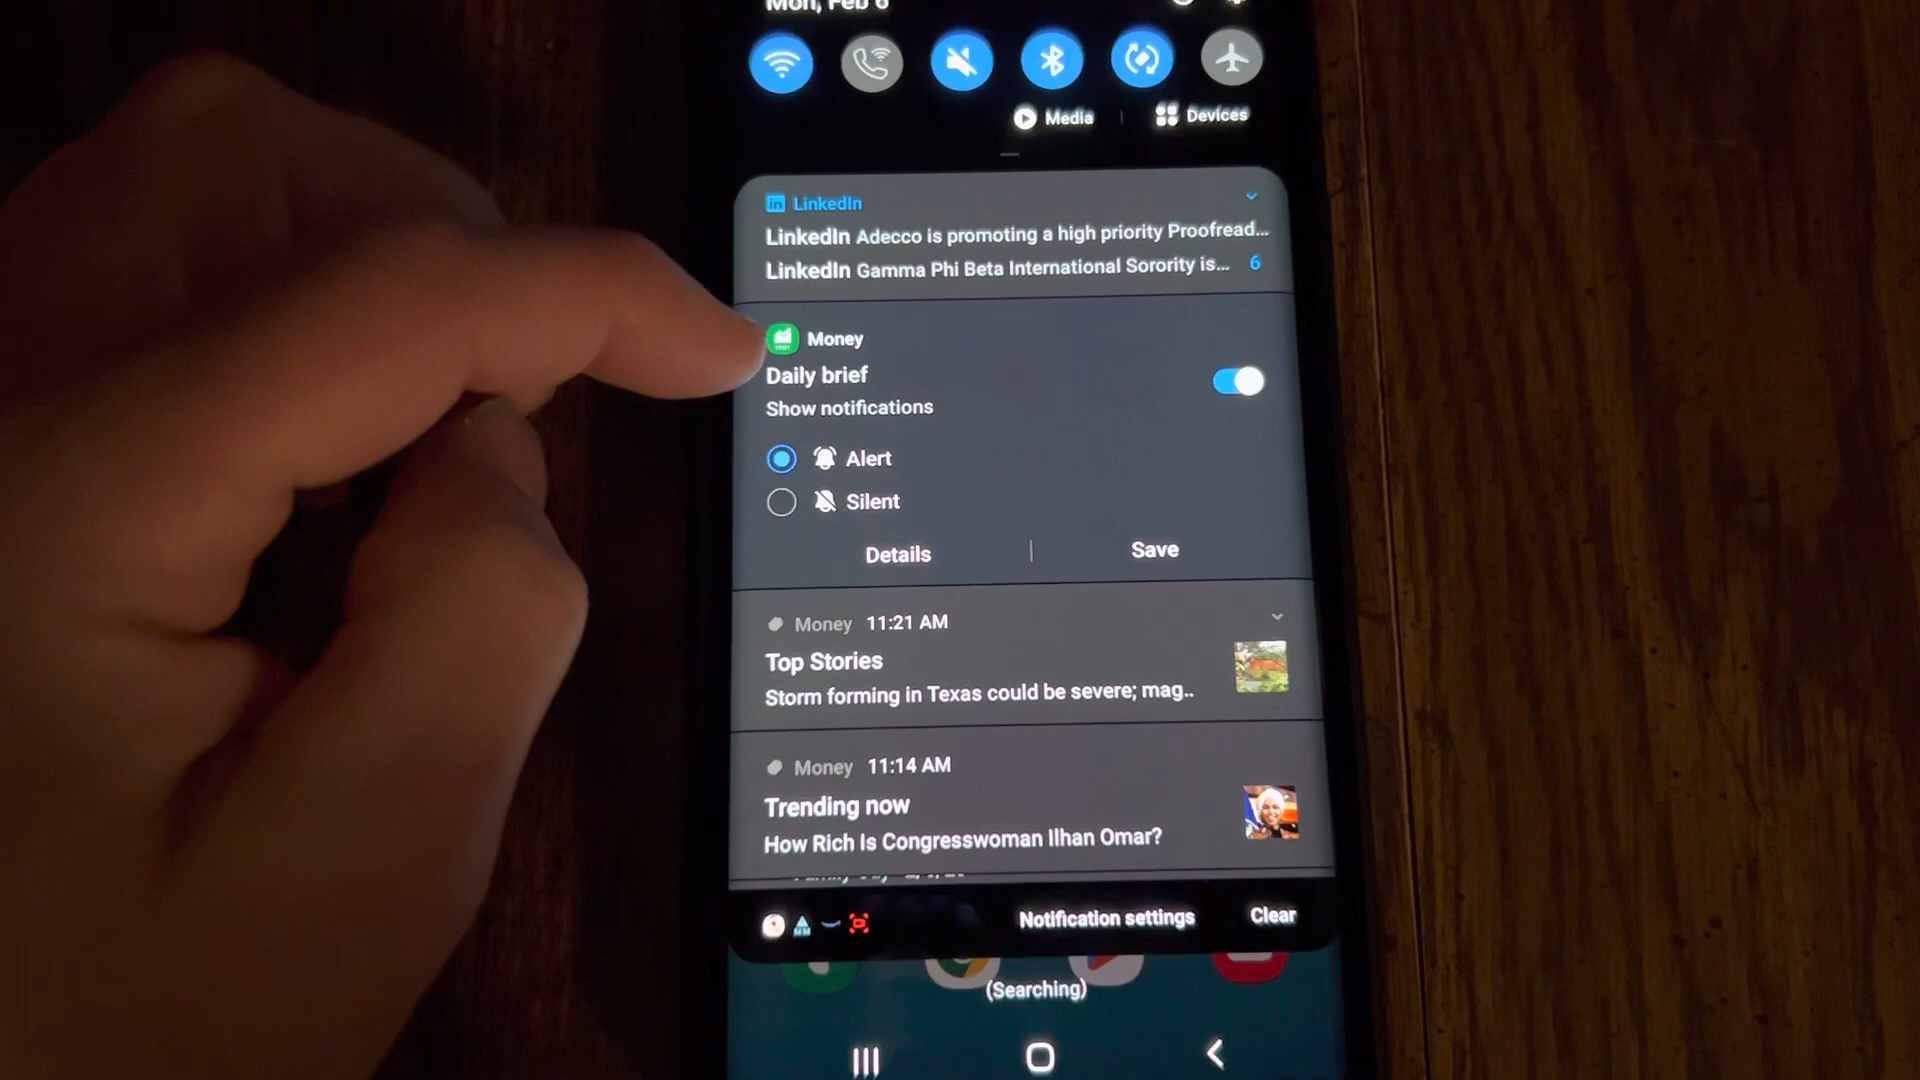 Mon, Feb 6
Media
Devices
LinkedIn
LinkedIn Adecco is promoting a high priority Proofread...
LinkedIn Gamma Phi Beta International Sorority is... 6
Money
Daily brief
Show notifications
Alert
Silent
Details
Save
Money 11:21 AM
Top Stories
Storm forming in Texas could be severe; mag..
Money 11:14 AM
Trending now
How Rich Is Congresswoman Ilhan Omar?
Notification settings
Clear
(Searching)